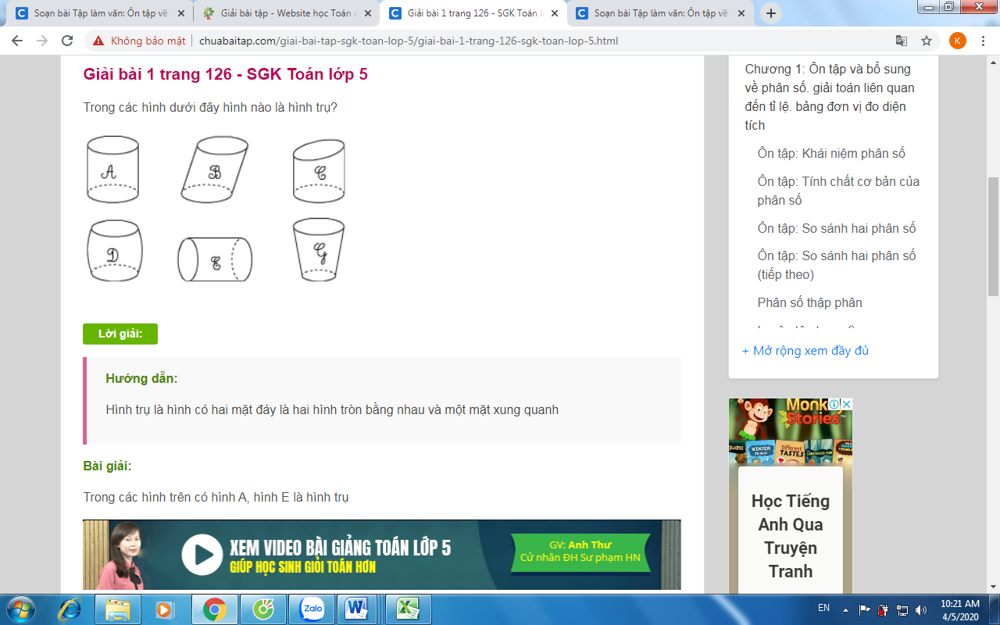 Soạn bài Tập làm văn: Ôn tập về
Giải bài tập - Website học Toán c
Giải bài 1 trang 126 - SGK Toán l
Soạn bài Tập làm văn: Ôn tập về
Không bảo mật
chuabaitap.com/giai-bai-tap-sgk-toan-lop-5/giai-bai-1-trang-126-sgk-toan-lop-5.html
K
Giải bài 1 trang 126 - SGK Toán lớp 5
Trong các hình dưới đây hình nào là hình trụ?
A B C
D E G
Lời giải:
Hướng dẫn:
Hình trụ là hình có hai mặt đáy là hai hình tròn bằng nhau và một mặt xung quanh
Bài giải:
Trong các hình trên có hình A, hình E là hình trụ
XEM VIDEO BÀI GIẢNG TOÁN LỚP 5
GIÚP HỌC SINH GIỎI TOÁN HƠN
GV: Anh Thư
Cử nhân ĐH Sư phạm HN
Chương 1: Ôn tập và bổ sung
về phân số. giải toán liên quan
đến tỉ lệ. bảng đơn vị đo diện
tích
Ôn tập: Khái niệm phân số
Ôn tập: Tính chất cơ bản của
phân số
Ôn tập: So sánh hai phân số
Ôn tập: So sánh hai phân số
(tiếp theo)
Phân số thập phân
+ Mở rộng xem đầy đủ
Monkey
Stories
WINTER
Different
TASTES
Học Tiếng
Anh Qua
Truyện
Tranh
Zalo
EN
10:21 AM
4/5/2020